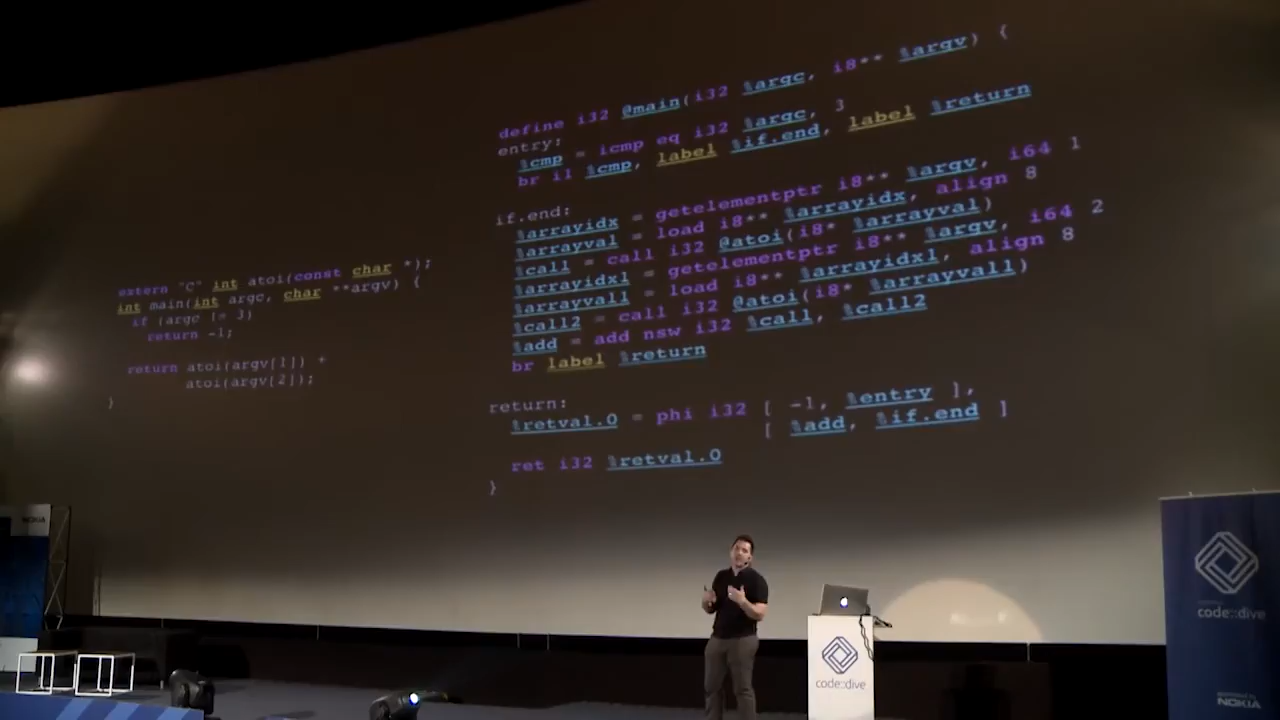 extern "C" int atoi(const char *);
int main(int argc, char **argv) {
if (argc != 3)
return -1;
return atoi(argv[1]) +
atoi(argv[2]);
}
define i32 @main(i32 %argc, i8** %argv) {
entry:
%cmp = icmp eq i32 %argc, 3
br i1 %cmp, label %if.end, label %return
if.end:
%arrayidx = getelementptr i8** %argv, i64 1
%arrayval = load i8** %arrayidx, align 8
%call = call i32 @atoi(i8* %arrayval)
%arrayidx1 = getelementptr i8** %argv, i64 2
%arrayval1 = load i8** %arrayidx1, align 8
%call2 = call i32 @atoi(i8* %arrayval1)
%add = add nsw i32 %call, %call2
br label %return
return:
%retval.0 = phi i32 [ -1, %entry ],
[ %add, %if.end ]
ret i32 %retval.0
}
NOKIA
code::dive
code::dive
NOKIA